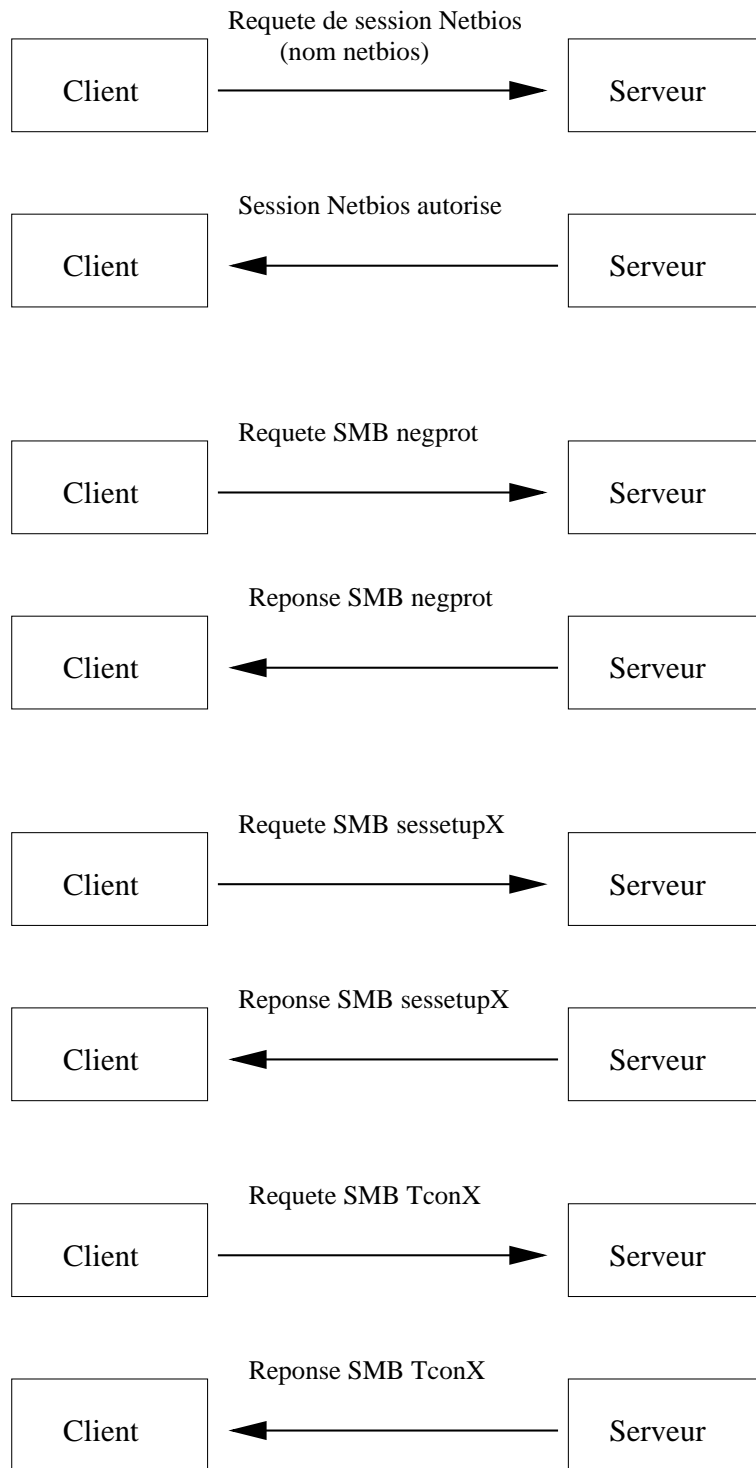 Requete de session Netbios
(nom netbios)
Client
Serveur
Session Netbios autorise
Client
Serveur
Requete SMB negprot
Client
Serveur
Reponse SMB negprot
Client
Serveur
Requete SMB sessetupX
Client
Serveur
Reponse SMB sessetupX
Client
Serveur
Requete SMB TconX
Client
Serveur
Reponse SMB TconX
Client
Serveur